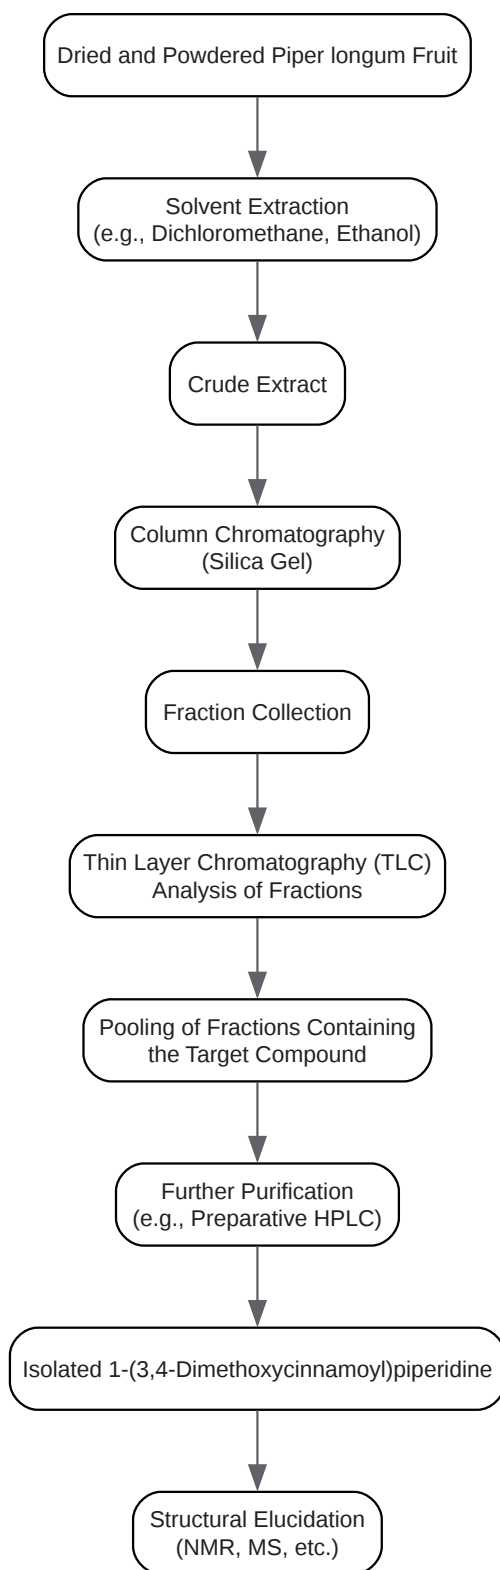 Dried and Powdered Piper longum Fruit
Solvent Extraction
(e.g., Dichloromethane, Ethanol)
Crude Extract
Column Chromatography
(Silica Gel)
Fraction Collection
Thin Layer Chromatography (TLC)
Analysis of Fractions
Pooling of Fractions Containing
the Target Compound
Further Purification
(e.g., Preparative HPLC)
Isolated 1-(3,4-Dimethoxycinnamoyl)piperidine
Structural Elucidation
(NMR, MS, etc.)